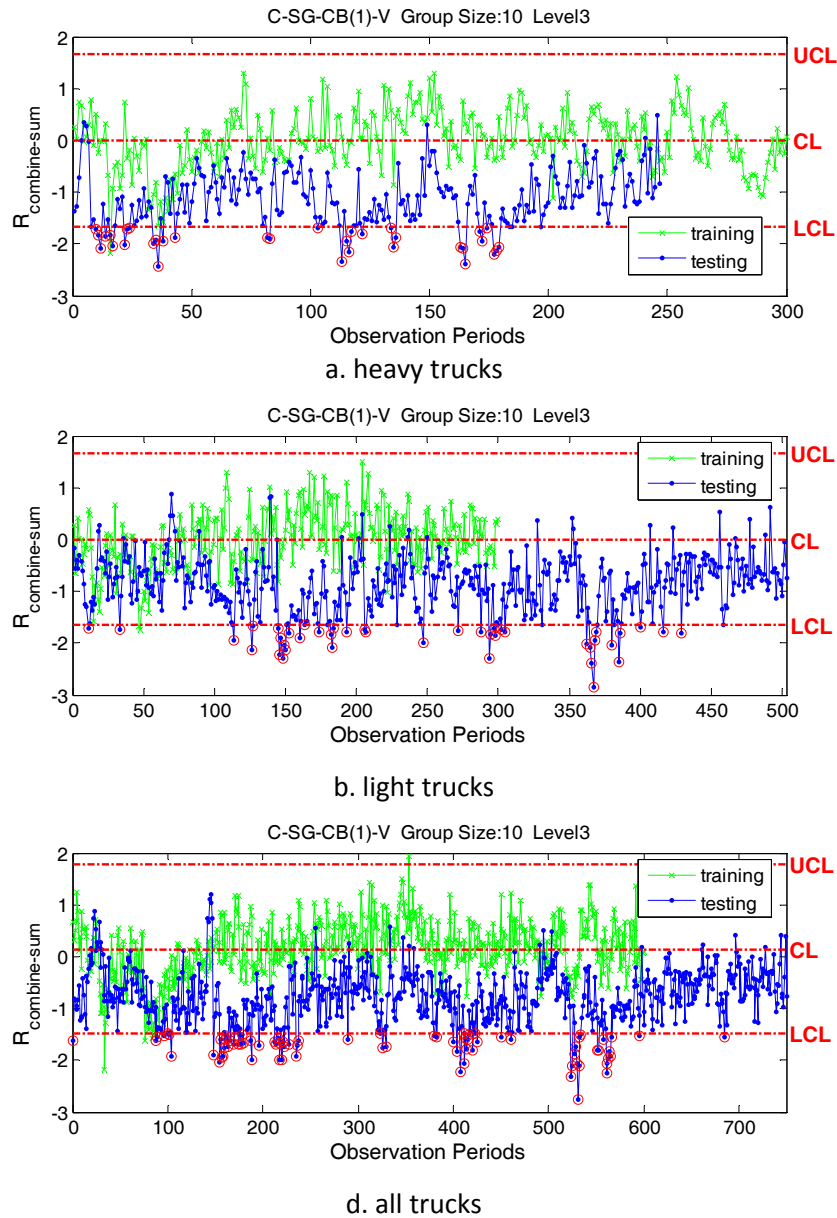 C-SG-CB(1)-V Group Size:10 Level3
2
1
0
-1
-2
-3
R_combine-sum
UCL
CL
LCL
training
testing
0 50 100 150 200 250 300
Observation Periods
a. heavy trucks
C-SG-CB(1)-V Group Size:10 Level3
2
1
0
-1
-2
-3
R_combine-sum
training
testing
UCL
CL
LCL
0 50 100 150 200 250 300 350 400 450 500
Observation Periods
b. light trucks
C-SG-CB(1)-V Group Size:10 Level3
2
1
0
-1
-2
-3
R_combine-sum
training
testing
UCL
CL
LCL
0 100 200 300 400 500 600 700
Observation Periods
d. all trucks